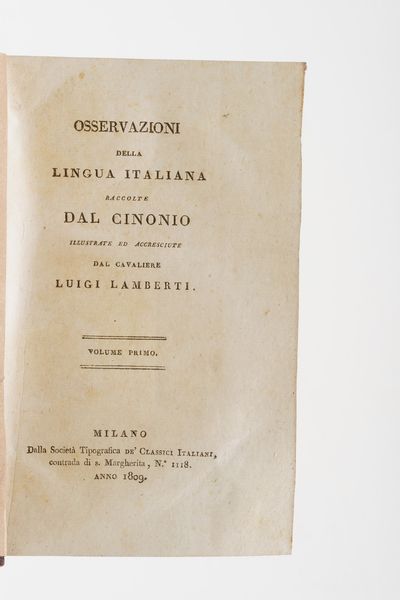 OSSERVAZIONI
DELLA
LINGUA ITALIANA
RACCOLTE
DAL CINONIO
ILLUSTRATE ED ACCRESCIUTE
DAL CAVALIERE
LUIGI LAMBERTI.
VOLUME PRIMO.
MILANO
Dalla Società Tipografica DE' CLASSICI ITALIANI,
contrada di s. Margherita, N.° 1118.
ANNO 1809.